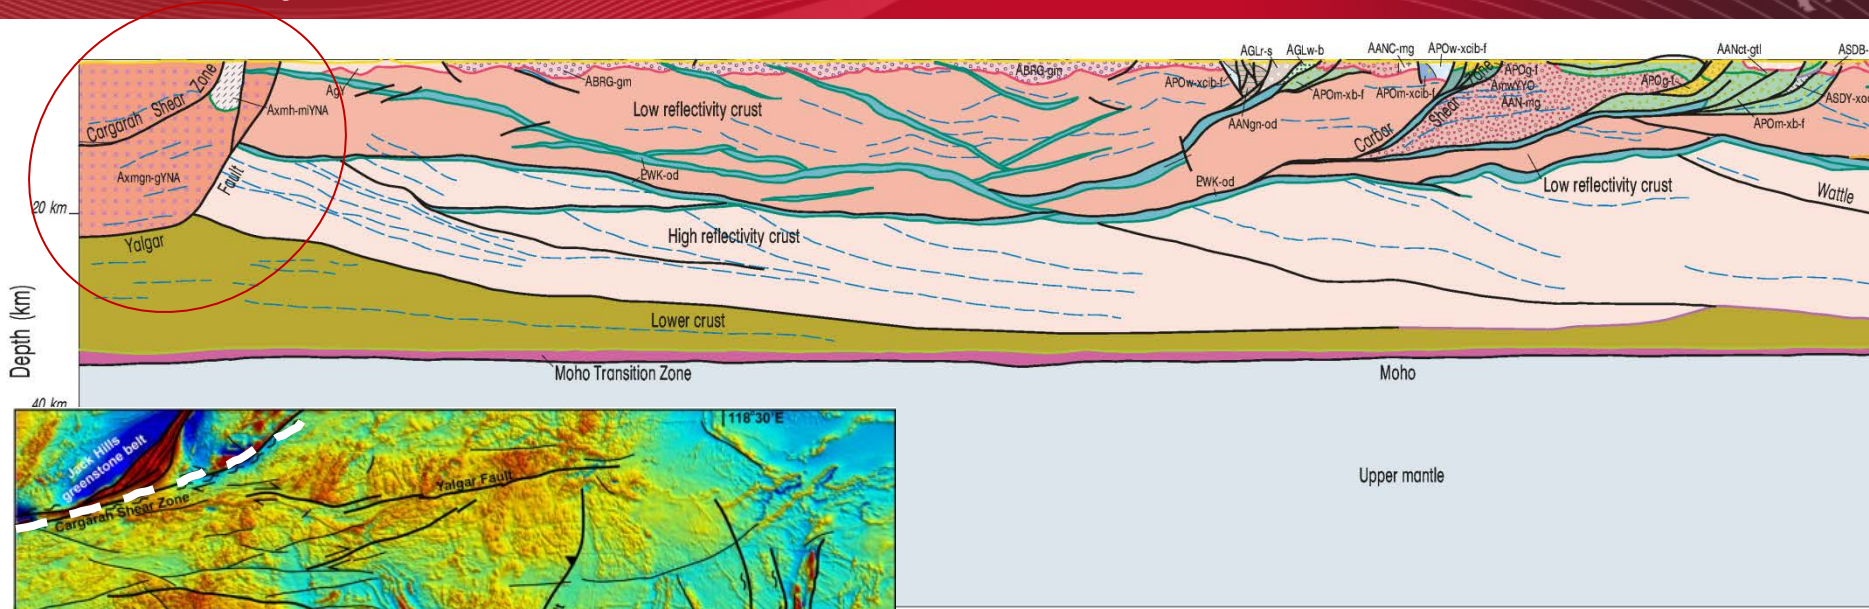 AGLr-s
AGLw-b
AANC-mg
APOw-xcib-f
AANct-gtl
ASDB-
Cargarah Shear Zone
Axmh-miYNA
AgY
ABRG-gm
Low reflectivity crust
ABRG-gm
APOw-xcib-f
APOm-xb-f
APOm-xcib-f
AANgn-od
Carbar Shear Zone
APOg-f
AmwYYO
AAN-mg
APOg-f
APOm-xb-f
ASDY-xo
Axmgn-gYNA
Yalgar Fault
PWK-od
PWK-od
Low reflectivity crust
Wattle
20 km
High reflectivity crust
Lower crust
Depth (km)
Moho Transition Zone
Moho
40 km
Upper mantle
118°30'E
Jack Hills
greenstone belt
Yalgar Fault
Cargarah Shear Zone